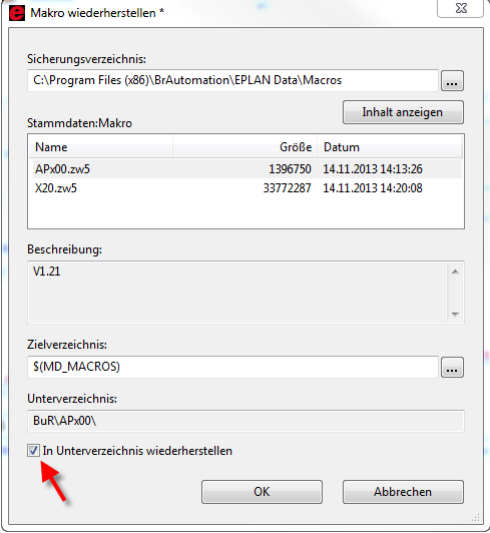 Makro wiederherstellen *
Sicherungsverzeichnis:
C:\Program Files (x86)\BrAutomation\EPLAN Data\Macros
...
Inhalt anzeigen
Stammdaten:Makro
Name Größe Datum
APx00.zw5 1396750 14.11.2013 14:13:26
X20.zw5 33772287 14.11.2013 14:20:08
Beschreibung:
V1.21
Zielverzeichnis:
$(MD_MACROS)
...
Unterverzeichnis:
BuR\APx00\
In Unterverzeichnis wiederherstellen
OK Abbrechen